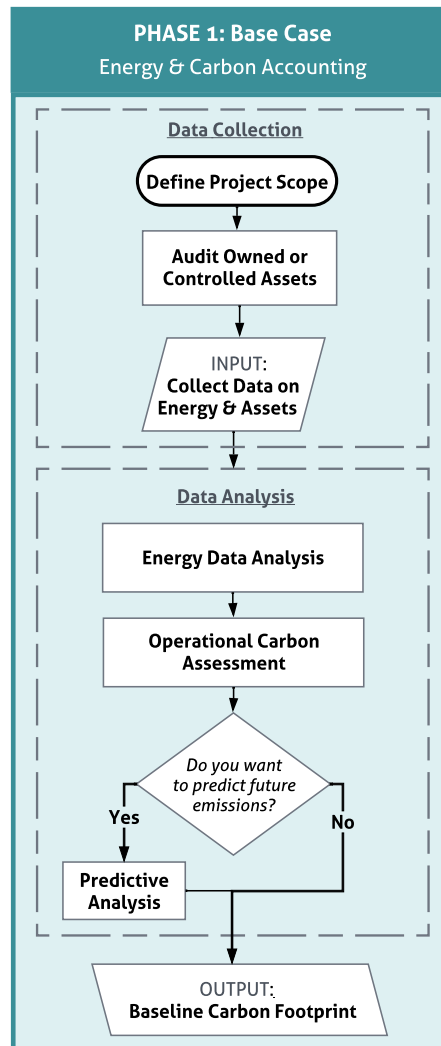 PHASE 1: Base Case
Energy & Carbon Accounting
Data Collection
Define Project Scope
Audit Owned or
Controlled Assets
INPUT:
Collect Data on
Energy & Assets
Data Analysis
Energy Data Analysis
Operational Carbon
Assessment
Do you want
to predict future
emissions?
Yes
No
Predictive
Analysis
OUTPUT:
Baseline Carbon Footprint